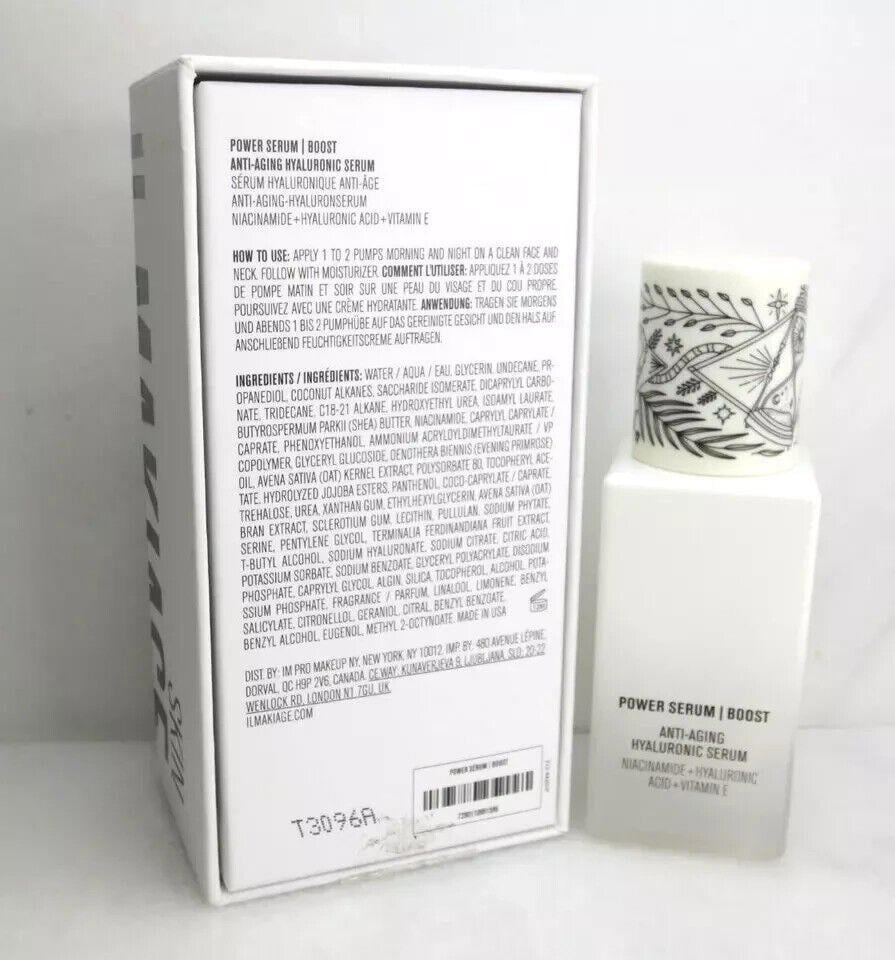 POWER SERUM | BOOST
ANTI-AGING HYALURONIC SERUM
SÉRUM HYALURONIQUE ANTI-ÂGE
ANTI-AGING-HYALURONSERUM
NIACINAMIDE+HYALURONIC ACID+VITAMIN E
HOW TO USE: APPLY 1 TO 2 PUMPS MORNING AND NIGHT ON A CLEAN FACE AND
NECK. FOLLOW WITH MOISTURIZER. COMMENT L'UTILISER: APPLIQUEZ 1 À 2 DOSES
DE POMPE MATIN ET SOIR SUR UNE PEAU DU VISAGE ET DU COU PROPRE.
POURSUIVEZ AVEC UNE CRÈME HYDRATANTE. ANWENDUNG: TRAGEN SIE MORGENS
UND ABENDS 1 BIS 2 PUMPHÜBE AUF DAS GEREINIGTE GESICHT UND DEN HALS AUF
ANSCHLIEßEND FEUCHTIGKEITSCREME AUFTRAGEN.
INGREDIENTS / INGRÉDIENTS: WATER / AQUA / EAU, GLYCERIN, UNDECANE, PR-
OPANEDIOL, COCONUT ALKANES, SACCHARIDE ISOMERATE, DICAPRYLYL CARBO-
NATE, TRIDECANE, C18-21 ALKANE, HYDROXYETHYL UREA, ISOAMYL LAURATE,
BUTYROSPERMUM PARKII (SHEA) BUTTER, NIACINAMIDE, CAPRYLYL CAPRYLATE /
CAPRATE, PHENOXYETHANOL, AMMONIUM ACRYLOYLDIMETHYLTAURATE / VP
COPOLYMER, GLYCERYL GLUCOSIDE, OENOTHERA BIENNIS (EVENING PRIMROSE)
OIL, AVENA SATIVA (OAT) KERNEL EXTRACT, POLYSORBATE 80, TOCOPHERYL ACE-
TATE, HYDROLYZED JOJOBA ESTERS, PANTHENOL, COCO-CAPRYLATE / CAPRATE,
TREHALOSE, UREA, XANTHAN GUM, ETHYLHEXYLGLYCERIN, AVENA SATIVA (OAT)
BRAN EXTRACT, SCLEROTIUM GUM, LECITHIN, PULLULAN, SODIUM PHYTATE,
SERINE, PENTYLENE GLYCOL, TERMINALIA FERDINANDIANA FRUIT EXTRACT,
T-BUTYL ALCOHOL, SODIUM HYALURONATE, SODIUM CITRATE, CITRIC ACID,
POTASSIUM SORBATE, SODIUM BENZOATE, GLYCERYL POLYACRYLATE, DISODIUM
PHOSPHATE, CAPRYLYL GLYCOL, ALGIN, SILICA, TOCOPHEROL, ALCOHOL, POTA-
SSIUM PHOSPHATE, FRAGRANCE / PARFUM, LINALOOL, LIMONENE, BENZYL
SALICYLATE, CITRONELLOL, GERANIOL, CITRAL, BENZYL BENZOATE,
BENZYL ALCOHOL, EUGENOL, METHYL 2-OCTYNOATE. MADE IN USA
DIST. BY: IM PRO MAKEUP NY, NEW YORK, NY 10012. IMP. BY: 480 AVENUE LÉPINE,
DORVAL, QC H9P 2V6, CANADA. CE.WAY, KUNAVERJEVA 9, LJUBLJANA, SLO; 20-22
WENLOCK RD, LONDON N1 7GU, UK.
ILMAKIAGE.COM
POWER SERUM | BOOST
T3096A
IL MAKIAGE
SKIN
POWER SERUM | BOOST
ANTI-AGING
HYALURONIC SERUM
NIACINAMIDE + HYALURONIC
ACID + VITAMIN E